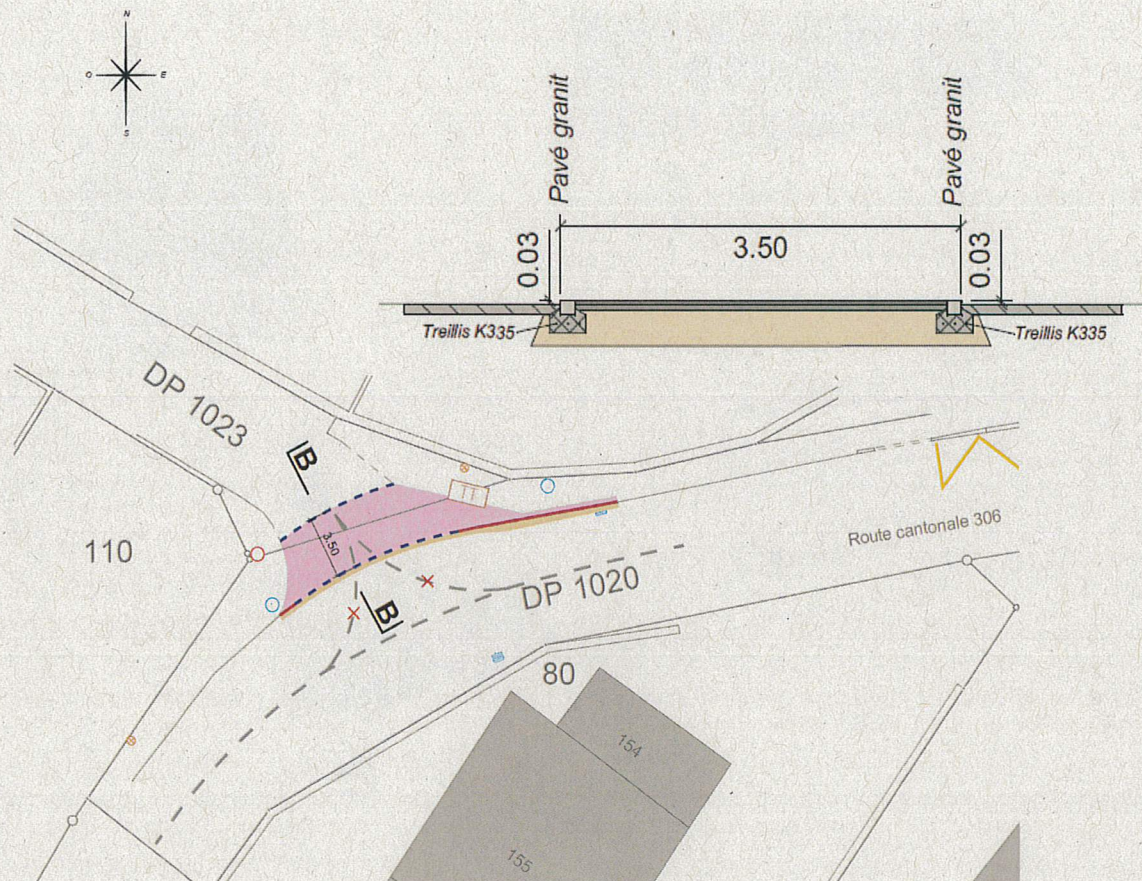 N
O E
S
Pavé granit
Pavé granit
0.03
3.50
0.03
Treillis K335
Treillis K335
DP 1023
B
3.50
110
B
DP 1020
Route cantonale 306
80
154
155